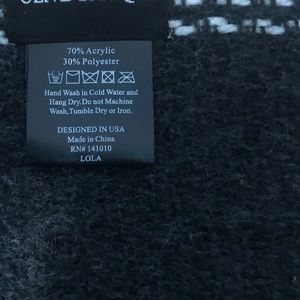 70% Acrylic
30% Polyester
Hand Wash in Cold Water and
Hang Dry.Do not Machine
Wash,Tumble Dry or Iron.
DESIGNED IN USA
Made in China
RN# 141010
LOLA